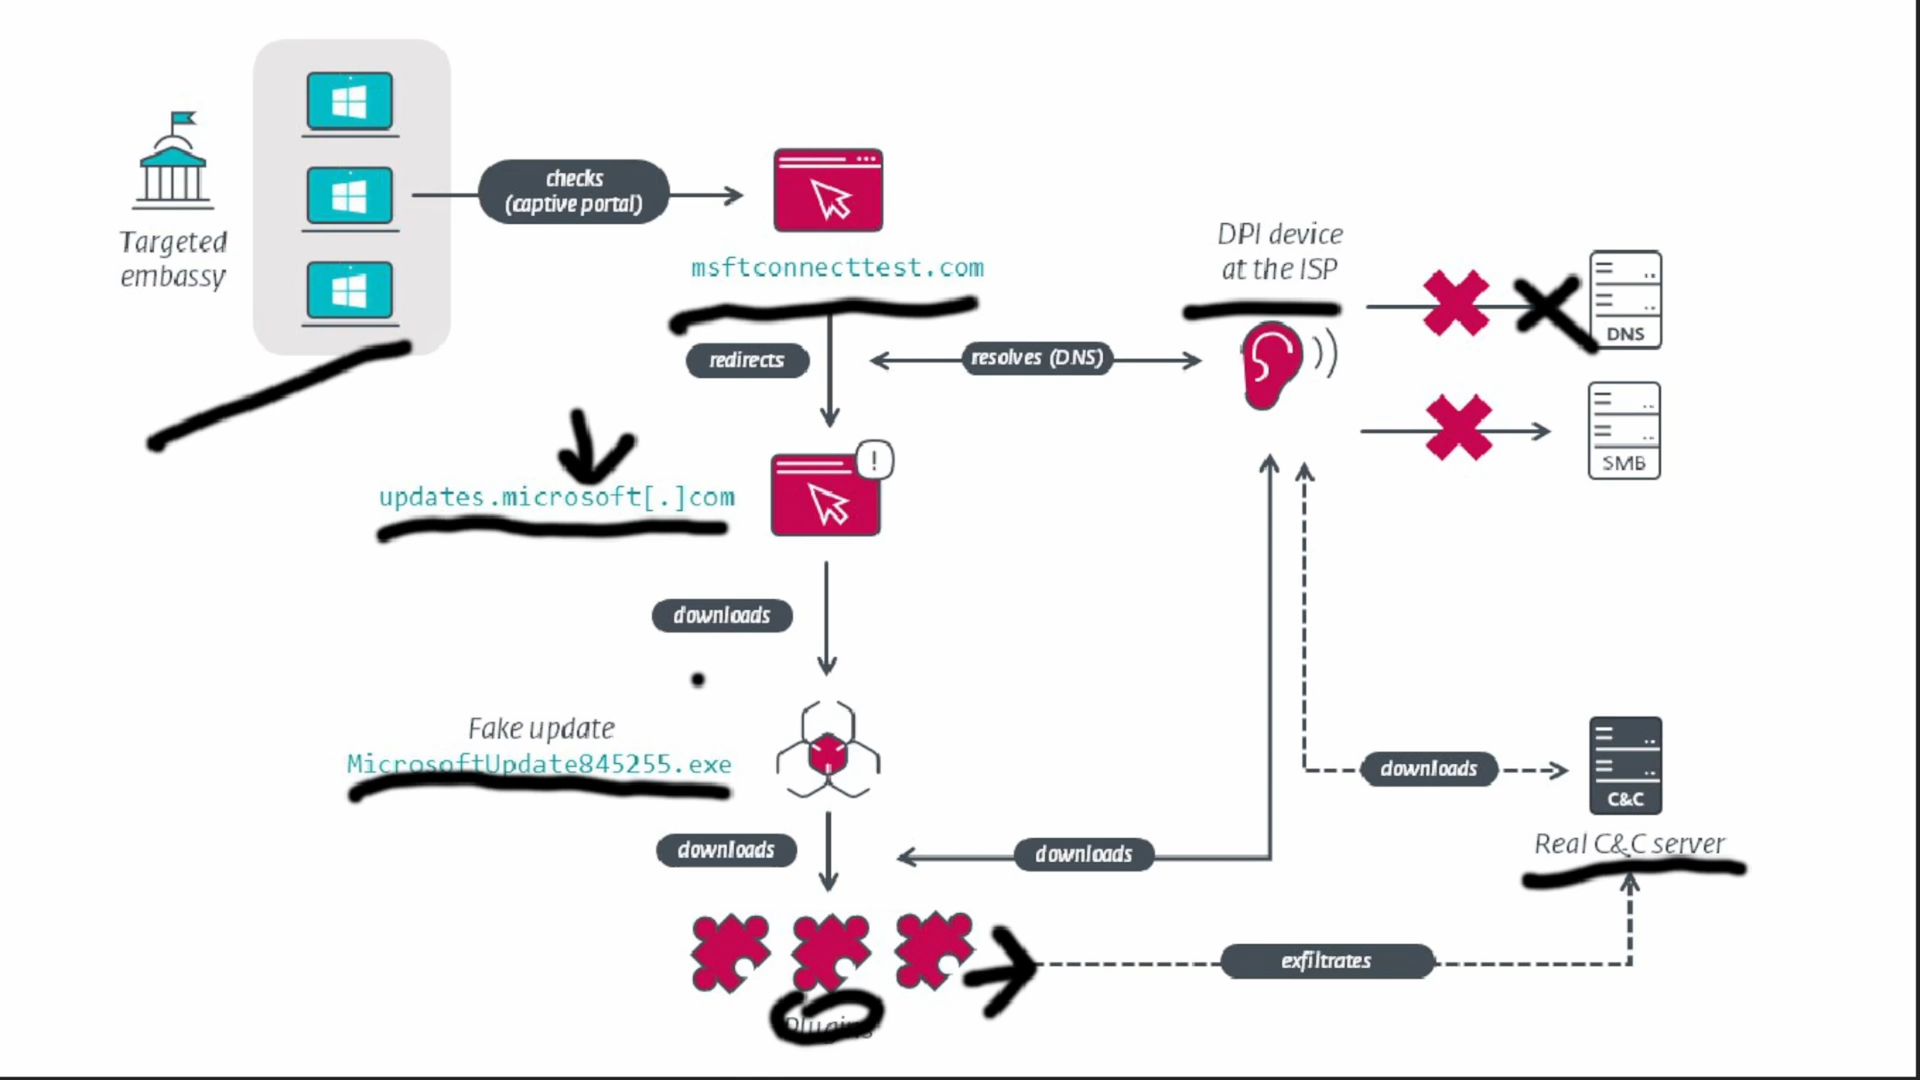 Targeted
embassy
checks
(captive portal)
msftconnecttest.com
DPI device
at the ISP
DNS
redirects
resolves (DNS)
SMB
!
updates.microsoft[.]com
downloads
Fake update
MicrosoftUpdate845255.exe
downloads
C&C
Real C&C server
downloads
downloads
exfiltrates
Plugins